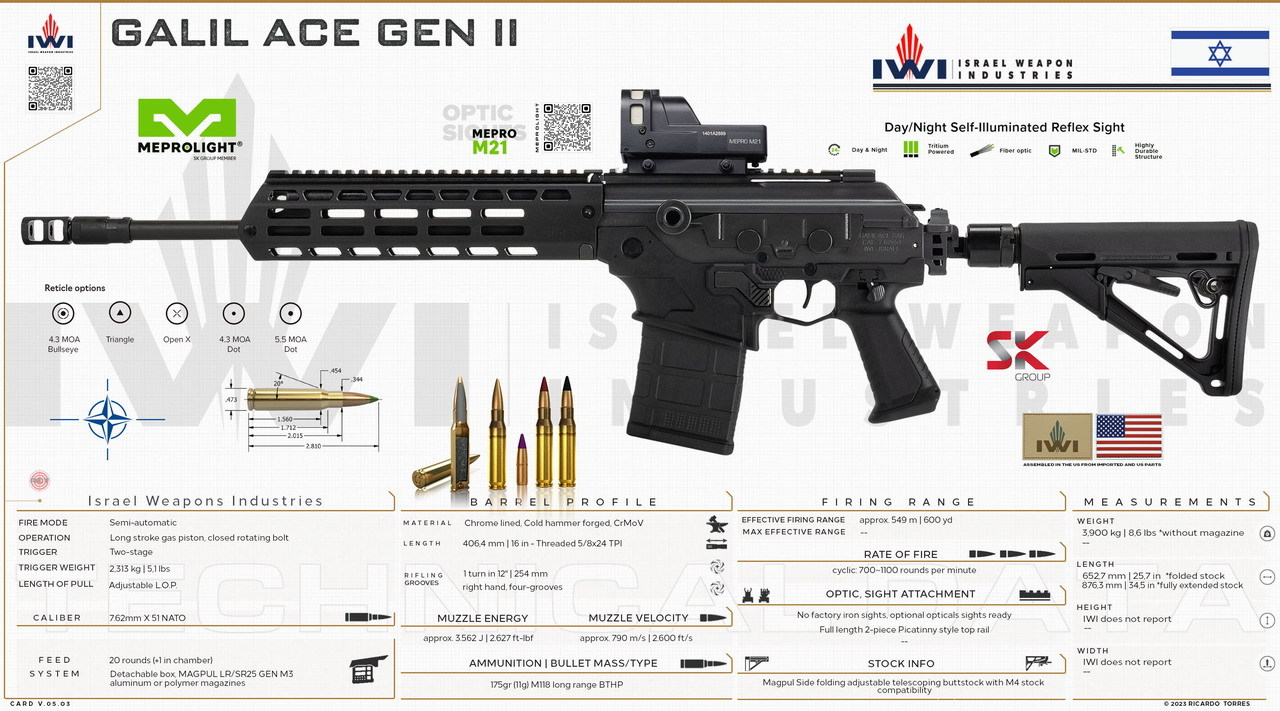 IWI
ISRAEL WEAPON INDUSTRIES
GALIL ACE GEN II
IWI
ISRAEL WEAPON
INDUSTRIES
MEPROLIGHT®
SK GROUP MEMBER
OPTIC
SIGHTS
MEPRO
M21
MEPROLIGHT
1401A2889
MEPRO M21
Day/Night Self-Illuminated Reflex Sight
Day & Night
Tritium
Powered
Fiber optic
MIL-STD
Highly
Durable
Structure
GALIL ACE
IWI
ISRAEL WEAPON
INDUSTRIES
Reticle options
4.3 MOA
Bullseye
Triangle
Open X
4.3 MOA
Dot
5.5 MOA
Dot
20°
.454
.344
.473
1.560
1.712
2.015
2.810
SK
GROUP
IWI
ASSEMBLED IN THE US FROM IMPORTED AND US PARTS
TECHNICAL DATA
Israel Weapons Industries
FIRE MODE Semi-automatic
OPERATION Long stroke gas piston, closed rotating bolt
TRIGGER Two-stage
TRIGGER WEIGHT 2,313 kg | 5,1 lbs
LENGTH OF PULL Adjustable L.O.P.
CALIBER 7.62mm X 51 NATO
FEED
SYSTEM
20 rounds (+1 in chamber)
Detachable box, MAGPUL LR/SR25 GEN M3
aluminum or polymer magazines
BARREL PROFILE
MATERIAL Chrome lined, Cold hammer forged, CrMoV
LENGTH 406,4 mm | 16 in - Threaded 5/8x24 TPI
RIFLING
GROOVES
1 turn in 12" | 254 mm
right hand, four-grooves
MUZZLE ENERGY
MUZZLE VELOCITY
approx. 3.562 J | 2.627 ft-lbf
approx. 790 m/s | 2.600 ft/s
AMMUNITION | BULLET MASS/TYPE
175gr (11g) M118 long range BTHP
FIRING RANGE
EFFECTIVE FIRING RANGE approx. 549 m | 600 yd
MAX EFFECTIVE RANGE --
RATE OF FIRE
cyclic: 700~1100 rounds per minute
OPTIC, SIGHT ATTACHMENT
No factory iron sights, optional opticals sights ready
Full length 2-piece Picatinny style top rail
--
STOCK INFO
Magpul Side folding adjustable telescoping buttstock with M4 stock
compatibility
MEASUREMENTS
WEIGHT
3,900 kg | 8,6 lbs *without magazine
--
LENGTH
652,7 mm | 25,7 in *folded stock
876,3 mm | 34,5 in *fully extended stock
HEIGHT
IWI does not report
--
WIDTH
IWI does not report
--
CARD V.05.03
© 2023 RICARDO TORRES